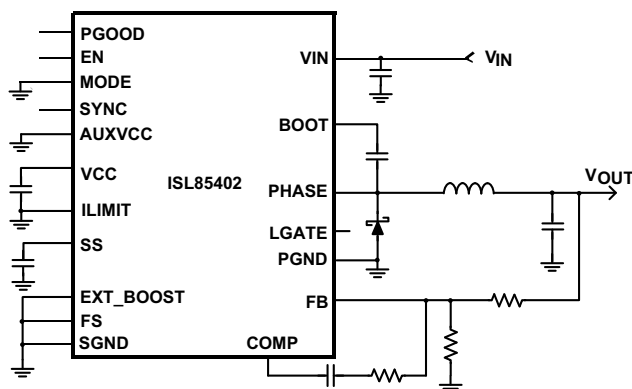 PGOOD
EN
MODE
SYNC
AUXVCC
VCC
ILIMIT
SS
EXT_BOOST
FS
SGND
ISL85402
COMP
VIN
BOOT
PHASE
LGATE
PGND
FB
VIN
VOUT